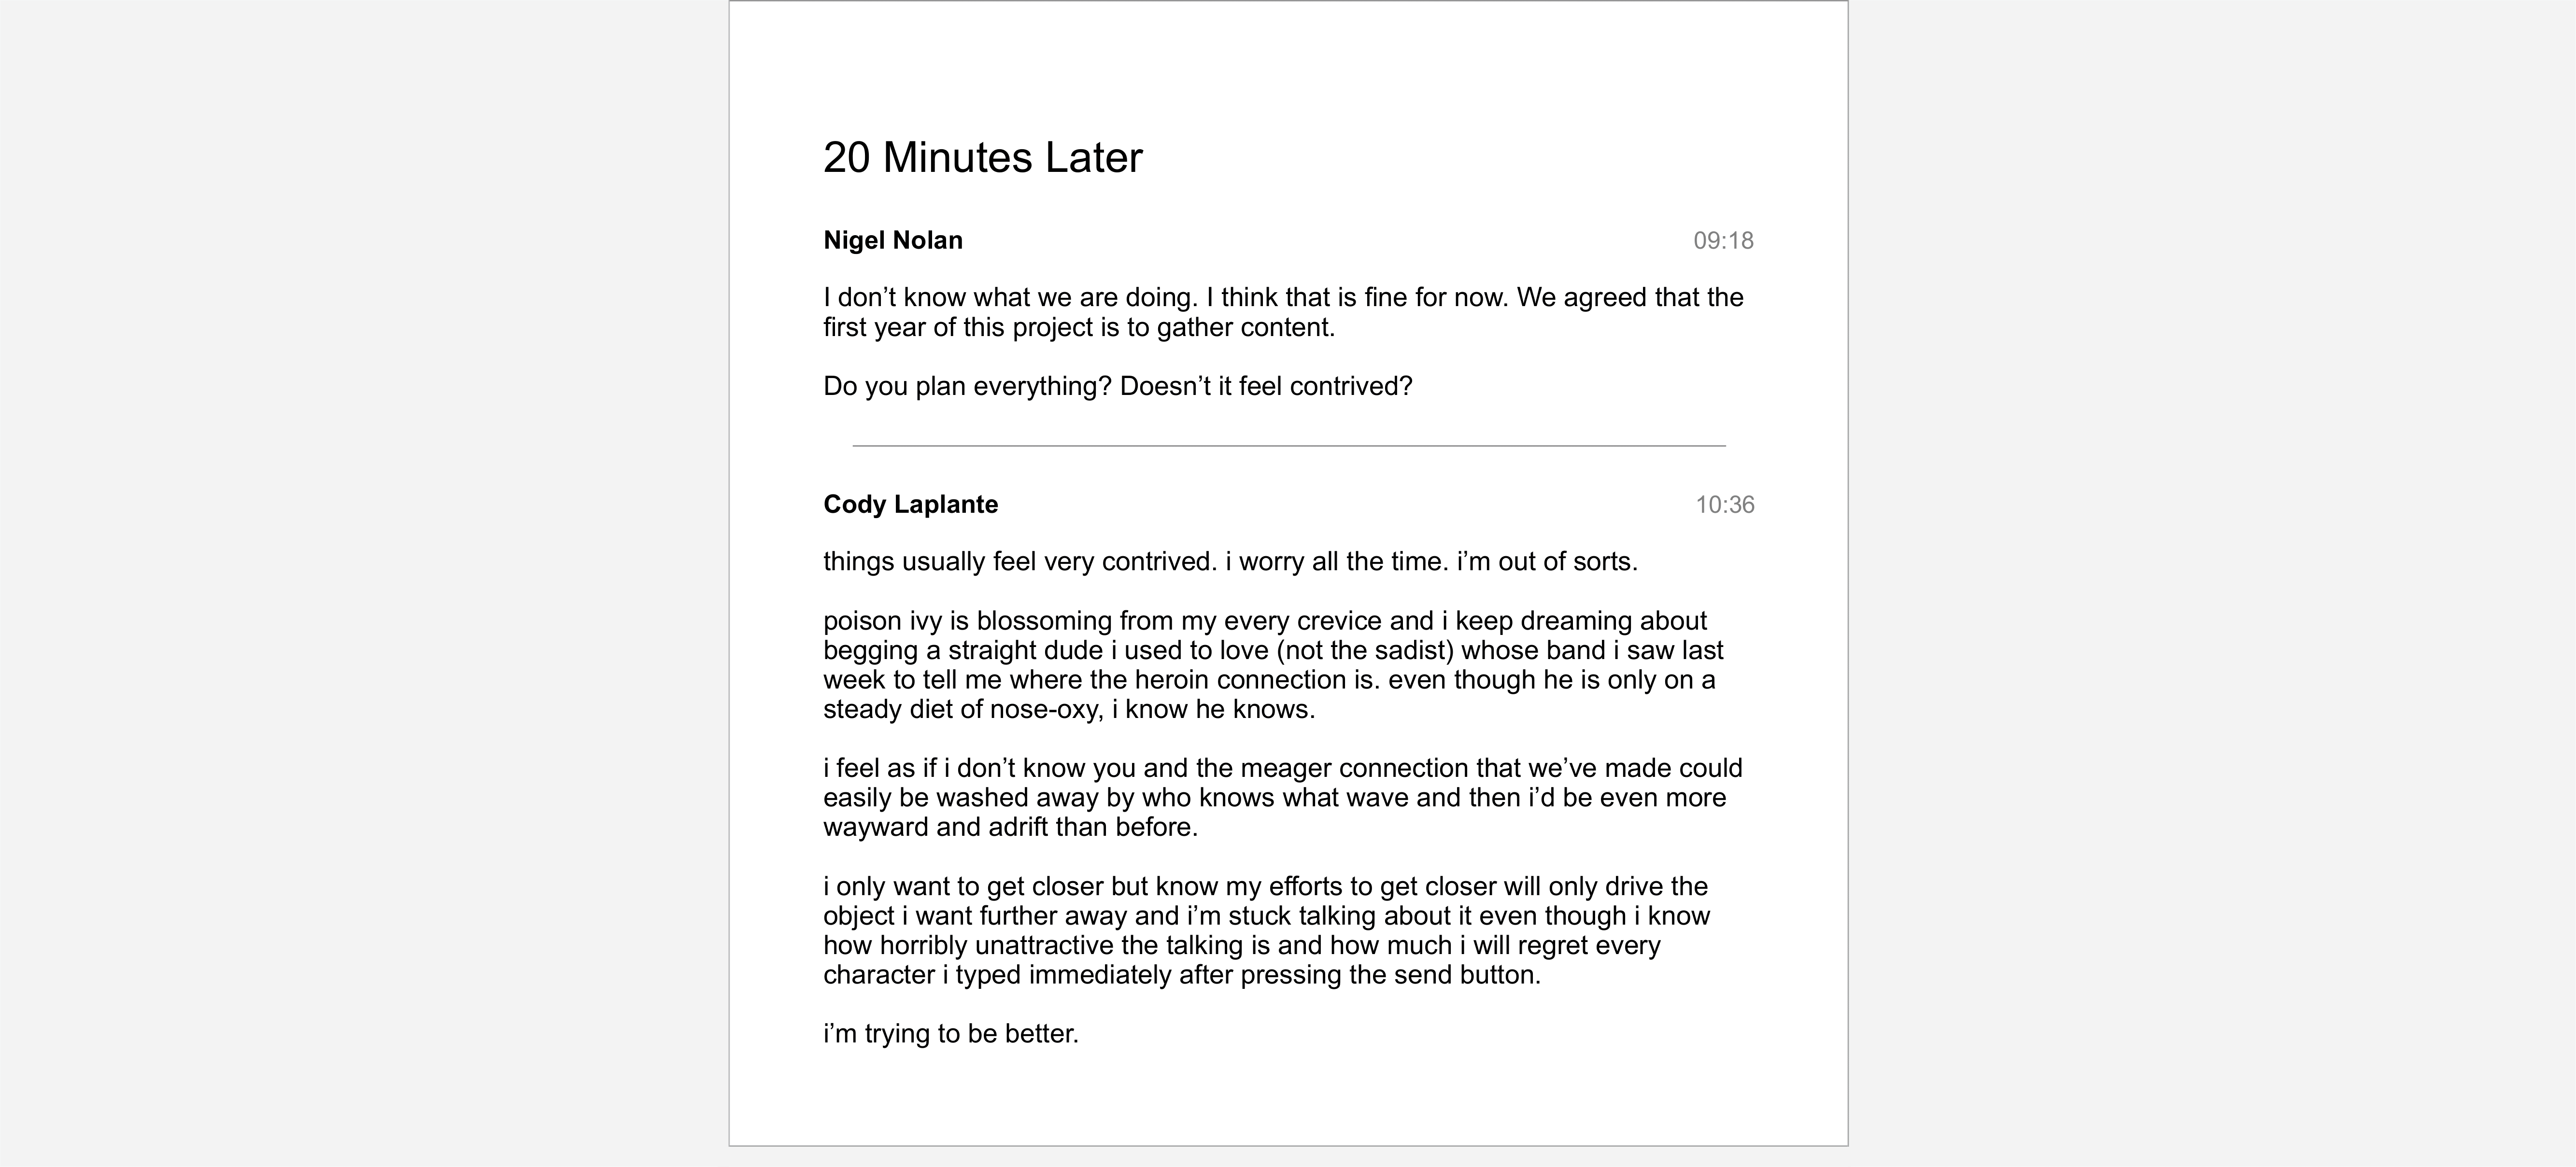 20 Minutes Later
Nigel Nolan
09:18
I don’t know what we are doing. I think that is fine for now. We agreed that the
first year of this project is to gather content.
Do you plan everything? Doesn’t it feel contrived?
Cody Laplante
10:36
things usually feel very contrived. i worry all the time. i’m out of sorts.
poison ivy is blossoming from my every crevice and i keep dreaming about
begging a straight dude i used to love (not the sadist) whose band i saw last
week to tell me where the heroin connection is. even though he is only on a
steady diet of nose-oxy, i know he knows.
i feel as if i don’t know you and the meager connection that we’ve made could
easily be washed away by who knows what wave and then i’d be even more
wayward and adrift than before.
i only want to get closer but know my efforts to get closer will only drive the
object i want further away and i’m stuck talking about it even though i know
how horribly unattractive the talking is and how much i will regret every
character i typed immediately after pressing the send button.
i’m trying to be better.